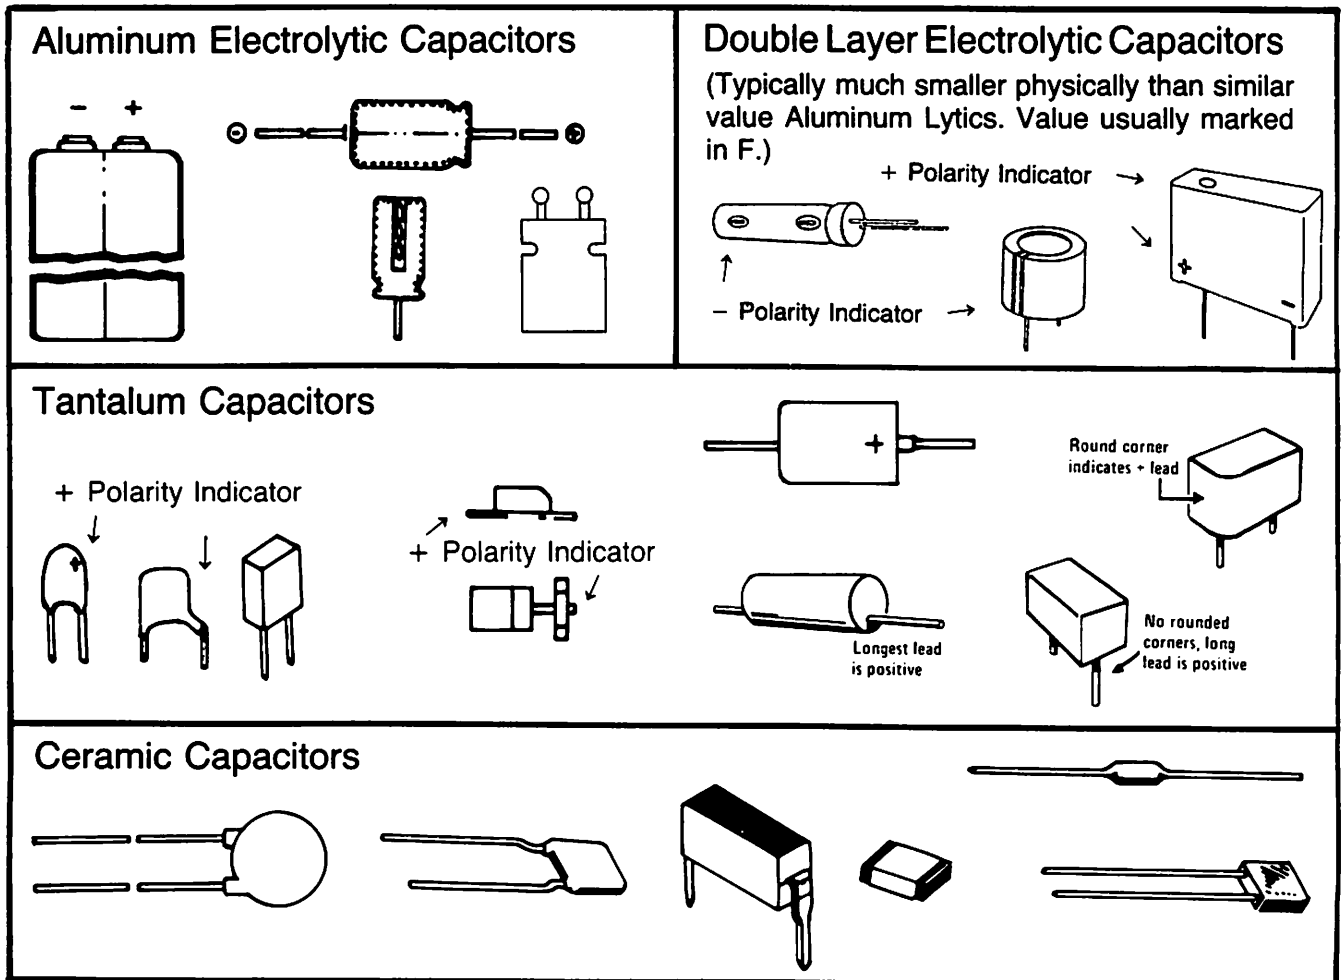 Aluminum Electrolytic Capacitors
- +
- +
Double Layer Electrolytic Capacitors
(Typically much smaller physically than similar
value Aluminum Lytics. Value usually marked
in F.)
+ Polarity Indicator
- Polarity Indicator
+
-
Tantalum Capacitors
+ Polarity Indicator
+
+ Polarity Indicator
+
Longest lead
is positive
Round corner
indicates + lead
No rounded
corners, long
lead is positive
Ceramic Capacitors